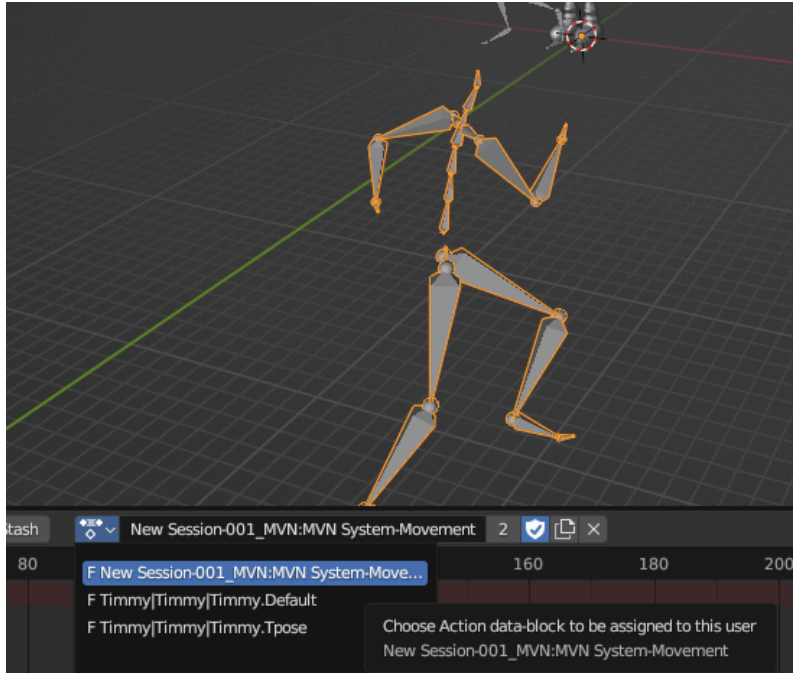 Stash
New Session-001_MVN:MVN System-Movement
2
80
160
180
200
F New Session-001_MVN:MVN System-Move...
F Timmy|Timmy|Timmy.Default
F Timmy|Timmy|Timmy.Tpose
Choose Action data-block to be assigned to this user
New Session-001_MVN:MVN System-Movement